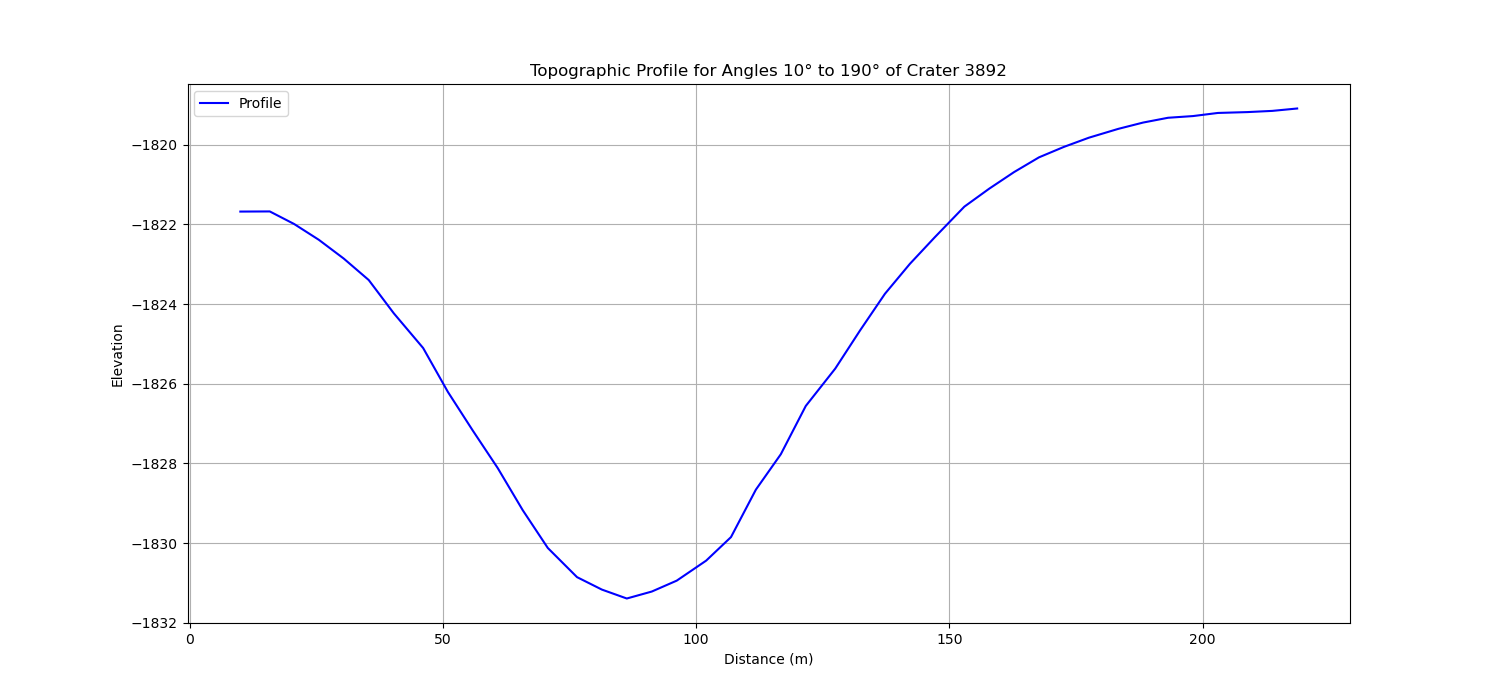 Topographic Profile for Angles 10° to 190° of Crater 3892
Profile
−1820
−1822
−1824
−1826
−1828
−1830
−1832
Elevation
0 50 100 150 200
Distance (m)